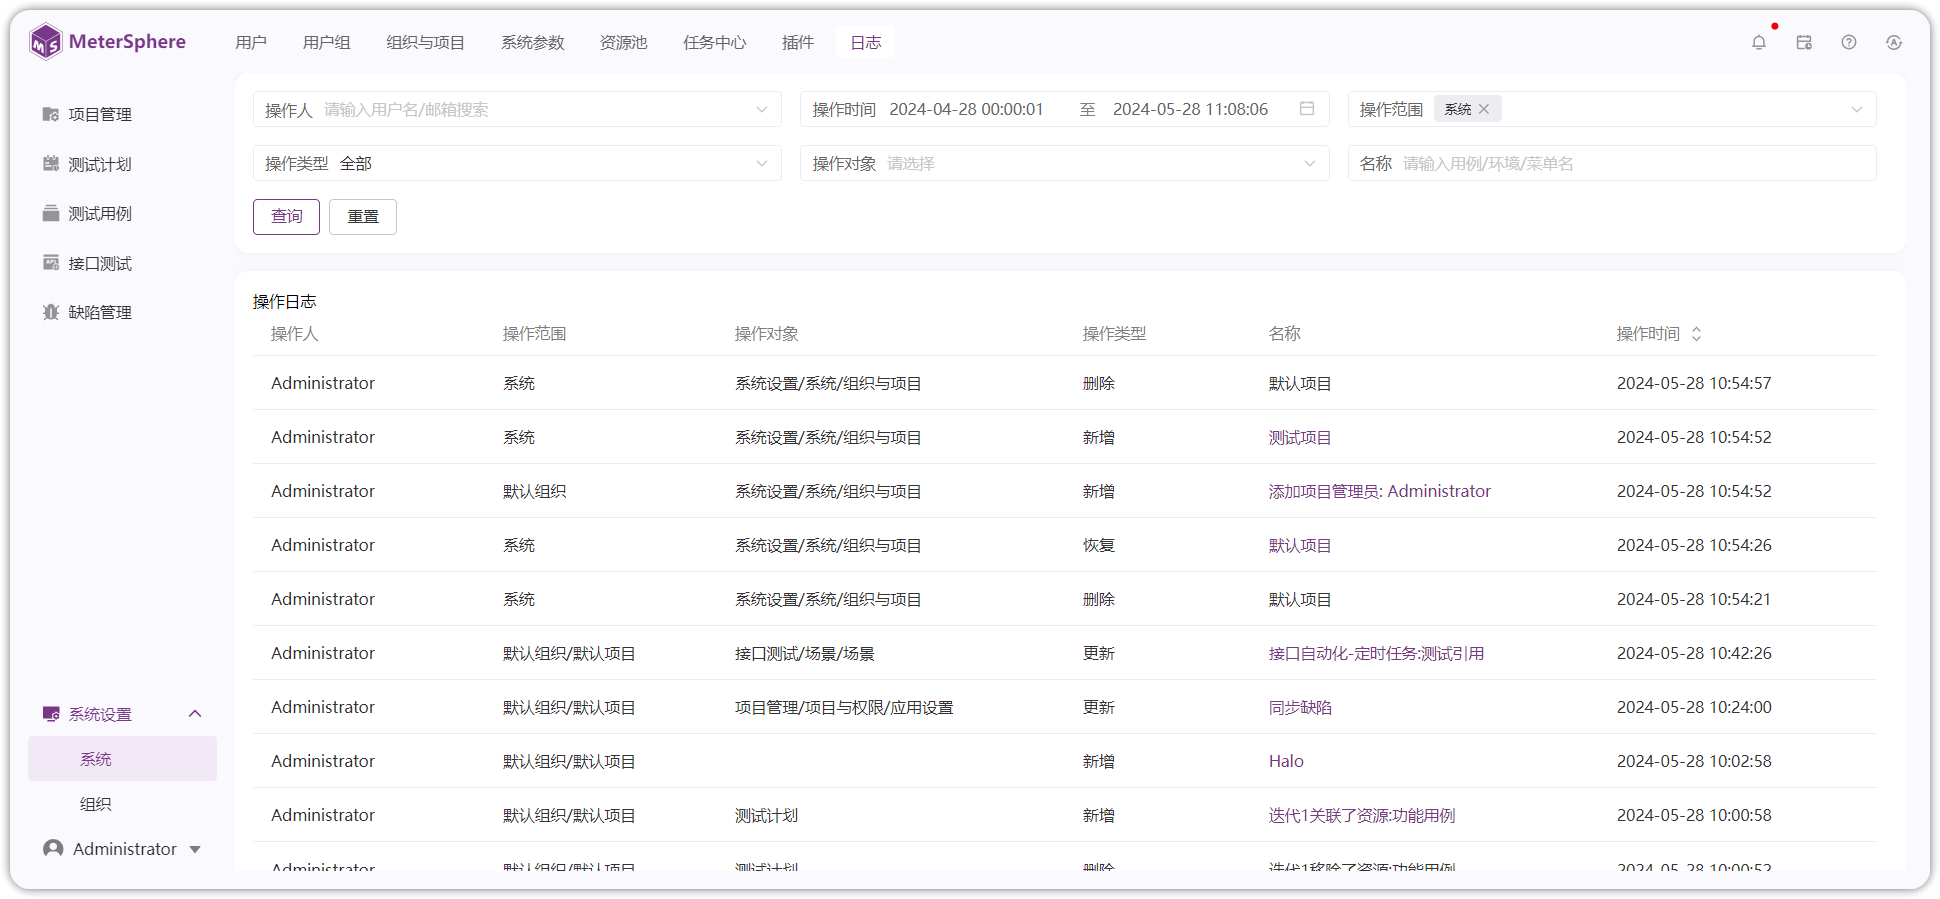 MeterSphere 用户 用户组 组织与项目 系统参数 资源池 任务中心 插件 日志
项目管理
测试计划
测试用例
接口测试
缺陷管理
系统设置
系统
组织
Administrator
操作人 请输入用户名/邮箱搜索 操作时间 2024-04-28 00:00:01 至 2024-05-28 11:08:06 操作范围 系统
操作类型 全部 操作对象 请选择 名称 请输入用例/环境/菜单名
查询 重置
操作日志
操作人 操作范围 操作对象 操作类型 名称 操作时间
Administrator 系统 系统设置/系统/组织与项目 删除 默认项目 2024-05-28 10:54:57
Administrator 系统 系统设置/系统/组织与项目 新增 测试项目 2024-05-28 10:54:52
Administrator 默认组织 系统设置/系统/组织与项目 新增 添加项目管理员: Administrator 2024-05-28 10:54:52
Administrator 系统 系统设置/系统/组织与项目 恢复 默认项目 2024-05-28 10:54:26
Administrator 系统 系统设置/系统/组织与项目 删除 默认项目 2024-05-28 10:54:21
Administrator 默认组织/默认项目 接口测试/场景/场景 更新 接口自动化-定时任务:测试引用 2024-05-28 10:42:26
Administrator 默认组织/默认项目 项目管理/项目与权限/应用设置 更新 同步缺陷 2024-05-28 10:24:00
Administrator 默认组织/默认项目 新增 Halo 2024-05-28 10:02:58
Administrator 默认组织/默认项目 测试计划 新增 迭代1关联了资源:功能用例 2024-05-28 10:00:58
Administrator 默认组织/默认项目 测试计划 删除 迭代1移除了资源:功能用例 2024-05-28 10:00:52